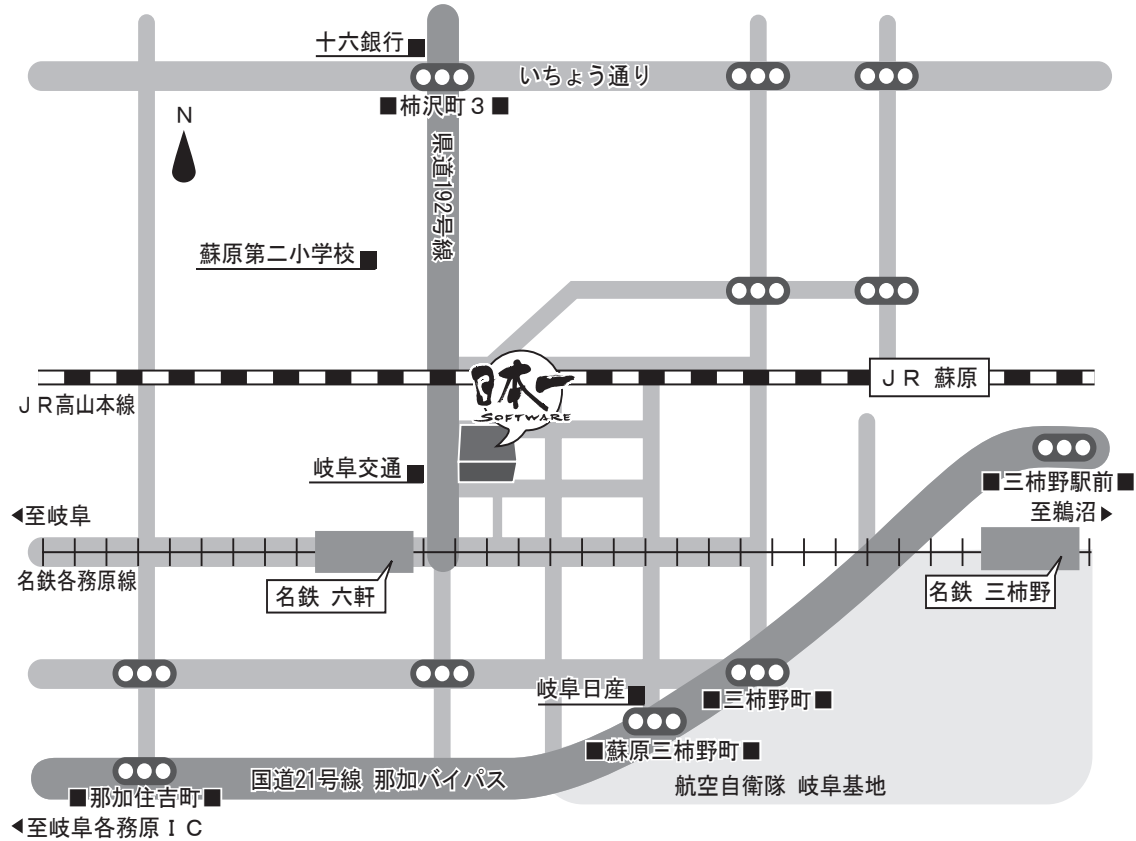 十六銀行
いちょう通り
■柿沢町3■
N
県道192号線
蘇原第二小学校
日本一
SOFTWARE
JR 蘇原
JR高山本線
岐阜交通
■三柿野駅前■
◀至岐阜
至鵜沼▶
名鉄各務原線
名鉄 六軒
名鉄 三柿野
岐阜日産
■三柿野町■
■蘇原三柿野町■
国道21号線 那加バイパス
航空自衛隊 岐阜基地
■那加住吉町■
◀至岐阜各務原IC